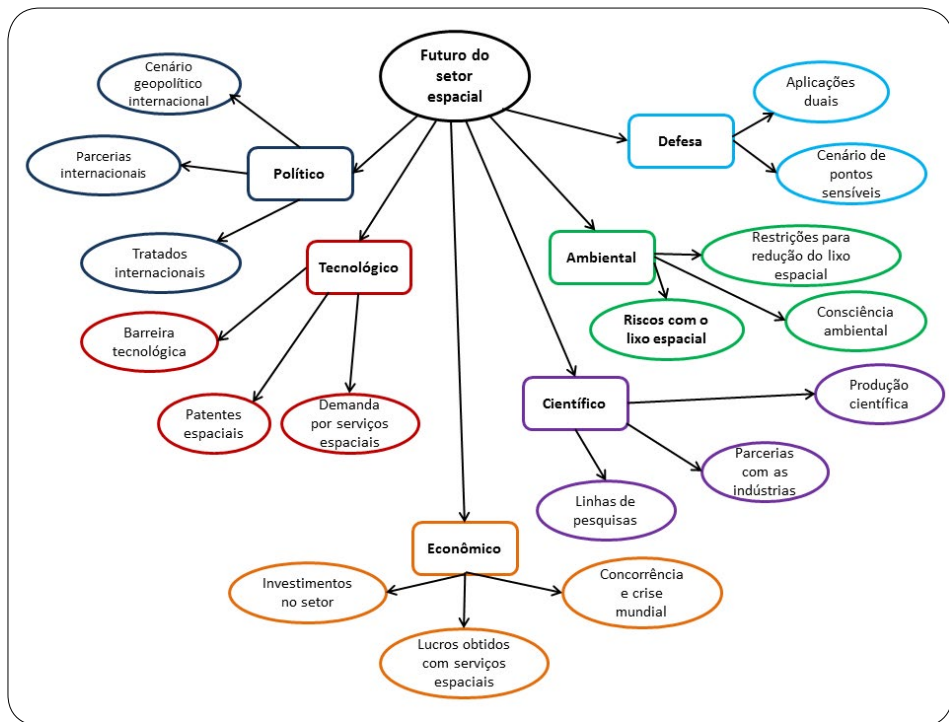 Futuro do
setor
espacial
Cenário
geopolítico
internacional
Parcerias
internacionais
Político
Tratados
internacionais
Defesa
Aplicações
duais
Cenário de
pontos
sensíveis
Tecnológico
Barreira
tecnológica
Patentes
espaciais
Demanda
por serviços
espaciais
Ambiental
Restrições para
redução do lixo
espacial
Riscos com o
lixo espacial
Consciência
ambiental
Científico
Produção
científica
Parcerias
com as
indústrias
Linhas de
pesquisas
Econômico
Investimentos
no setor
Lucros obtidos
com serviços
espaciais
Concorrência
e crise
mundial